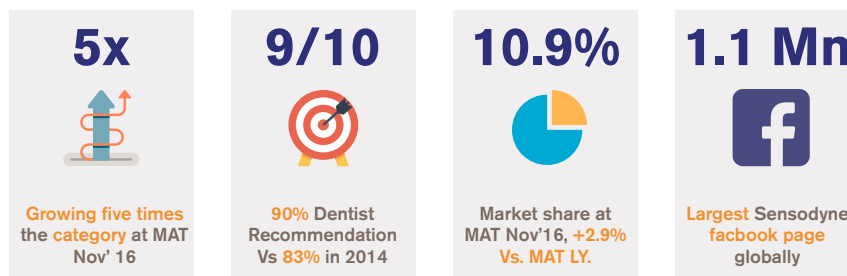 5x
Growing five times
the category at MAT
Nov' 16
9/10
90% Dentist
Recommendation
Vs 83% in 2014
10.9%
Market share at
MAT Nov'16, +2.9%
Vs. MAT LY.
1.1 Mn
Largest Sensodyne
facbook page
globally